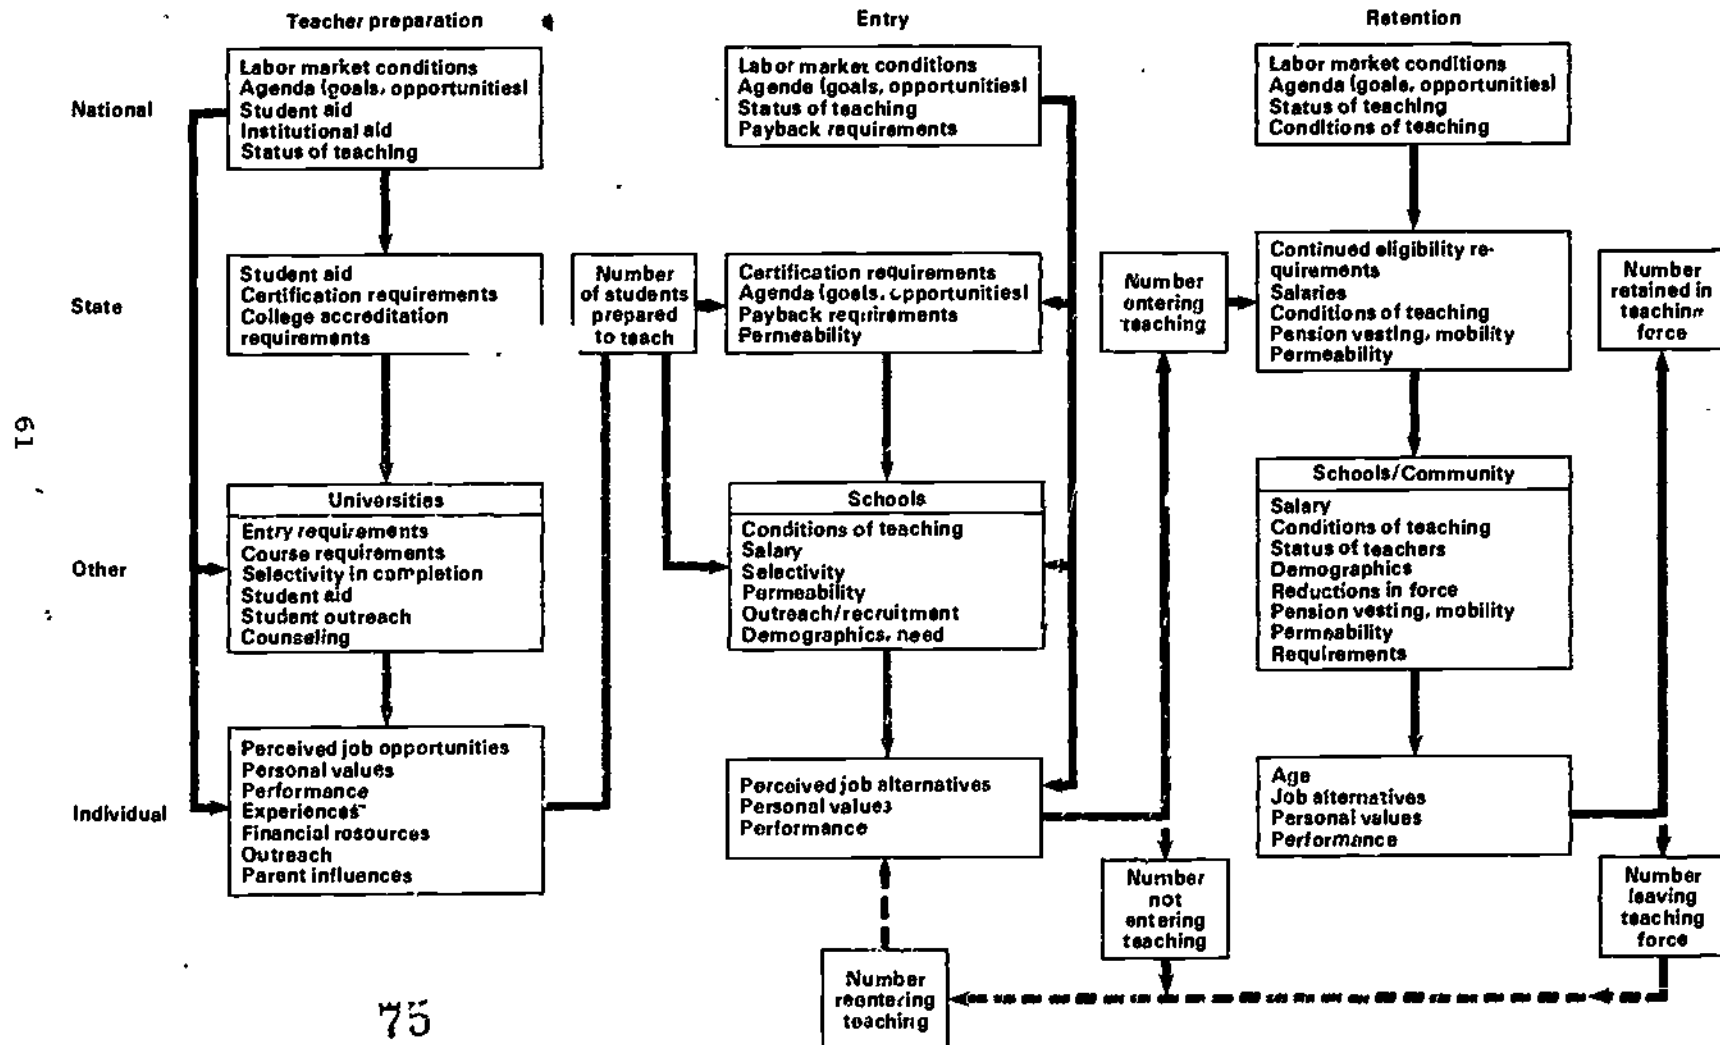 Teacher preparation
Entry
Retention
National
Labor market conditions
Agenda (goals, opportunities)
Student aid
Institutional aid
Status of teaching
Labor market conditions
Agenda (goals, opportunities)
Status of teaching
Payback requirements
Labor market conditions
Agenda (goals, opportunities)
Status of teaching
Conditions of teaching
State
Student aid
Certification requirements
College accreditation
requirements
Number
of students
prepared
to teach
Certification requirements
Agenda (goals, opportunities)
Payback requirements
Permeability
Number
entering
teaching
Continued eligibility re-
quirements
Salaries
Conditions of teaching
Pension vesting, mobility
Permeability
Number
retained in
teaching
force
61
Other
Universities
Entry requirements
Course requirements
Selectivity in completion
Student aid
Student outreach
Counseling
Schools
Conditions of teaching
Salary
Selectivity
Permeability
Outreach/recruitment
Demographics, need
Schools/Community
Salary
Conditions of teaching
Status of teachers
Demographics
Reductions in force
Pension vesting, mobility
Permeability
Requirements
Individual
Perceived job opportunities
Personal values
Performance
Experiences
Financial resources
Outreach
Parent influences
Perceived job alternatives
Personal values
Performance
Age
Job alternatives
Personal values
Performance
Number
not
entering
teaching
Number
leaving
teaching
force
Number
reentering
teaching
75